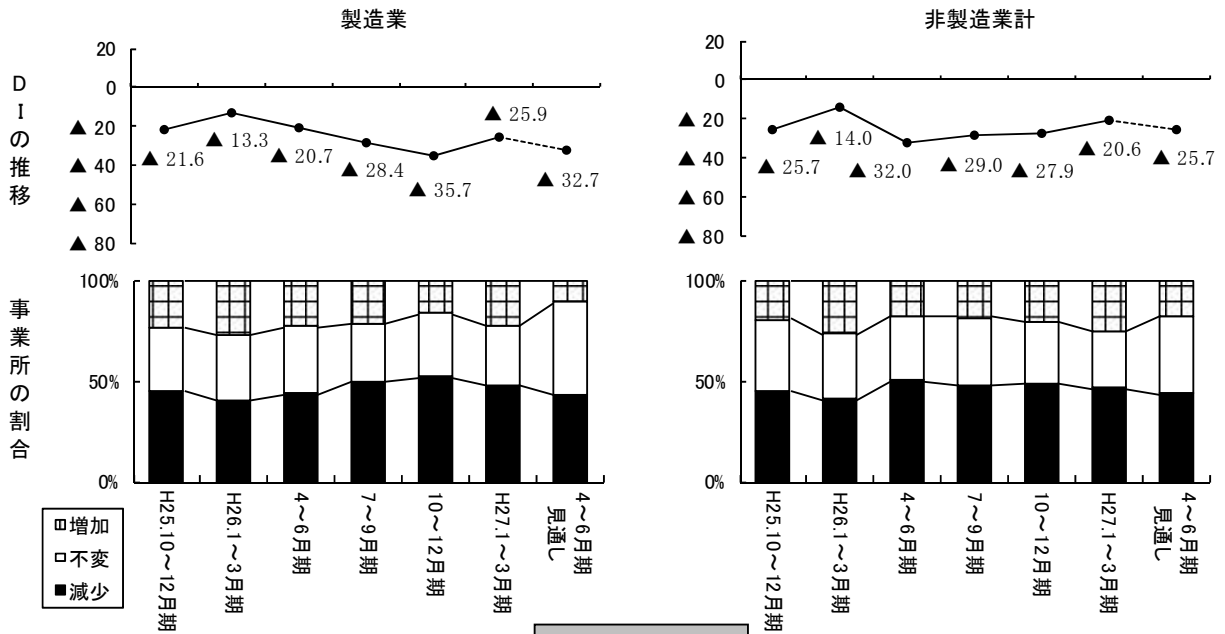 製造業
DIの推移
20
0
▲ 20
▲ 40
▲ 60
▲ 80
▲ 21.6
▲ 13.3
▲ 20.7
▲ 28.4
▲ 35.7
▲ 25.9
▲ 32.7
非製造業計
20
0
▲ 20
▲ 40
▲ 60
▲ 80
▲ 25.7
▲ 14.0
▲ 32.0
▲ 29.0
▲ 27.9
▲ 20.6
▲ 25.7
事業所の割合
100%
50%
0%
H25.10～12月期
H26.1～3月期
4～6月期
7～9月期
10～12月期
H27.1～3月期
4～6月期
見通し
100%
50%
0%
H25.10～12月期
H26.1～3月期
4～6月期
7～9月期
10～12月期
H27.1～3月期
4～6月期
見通し
増加
不変
減少